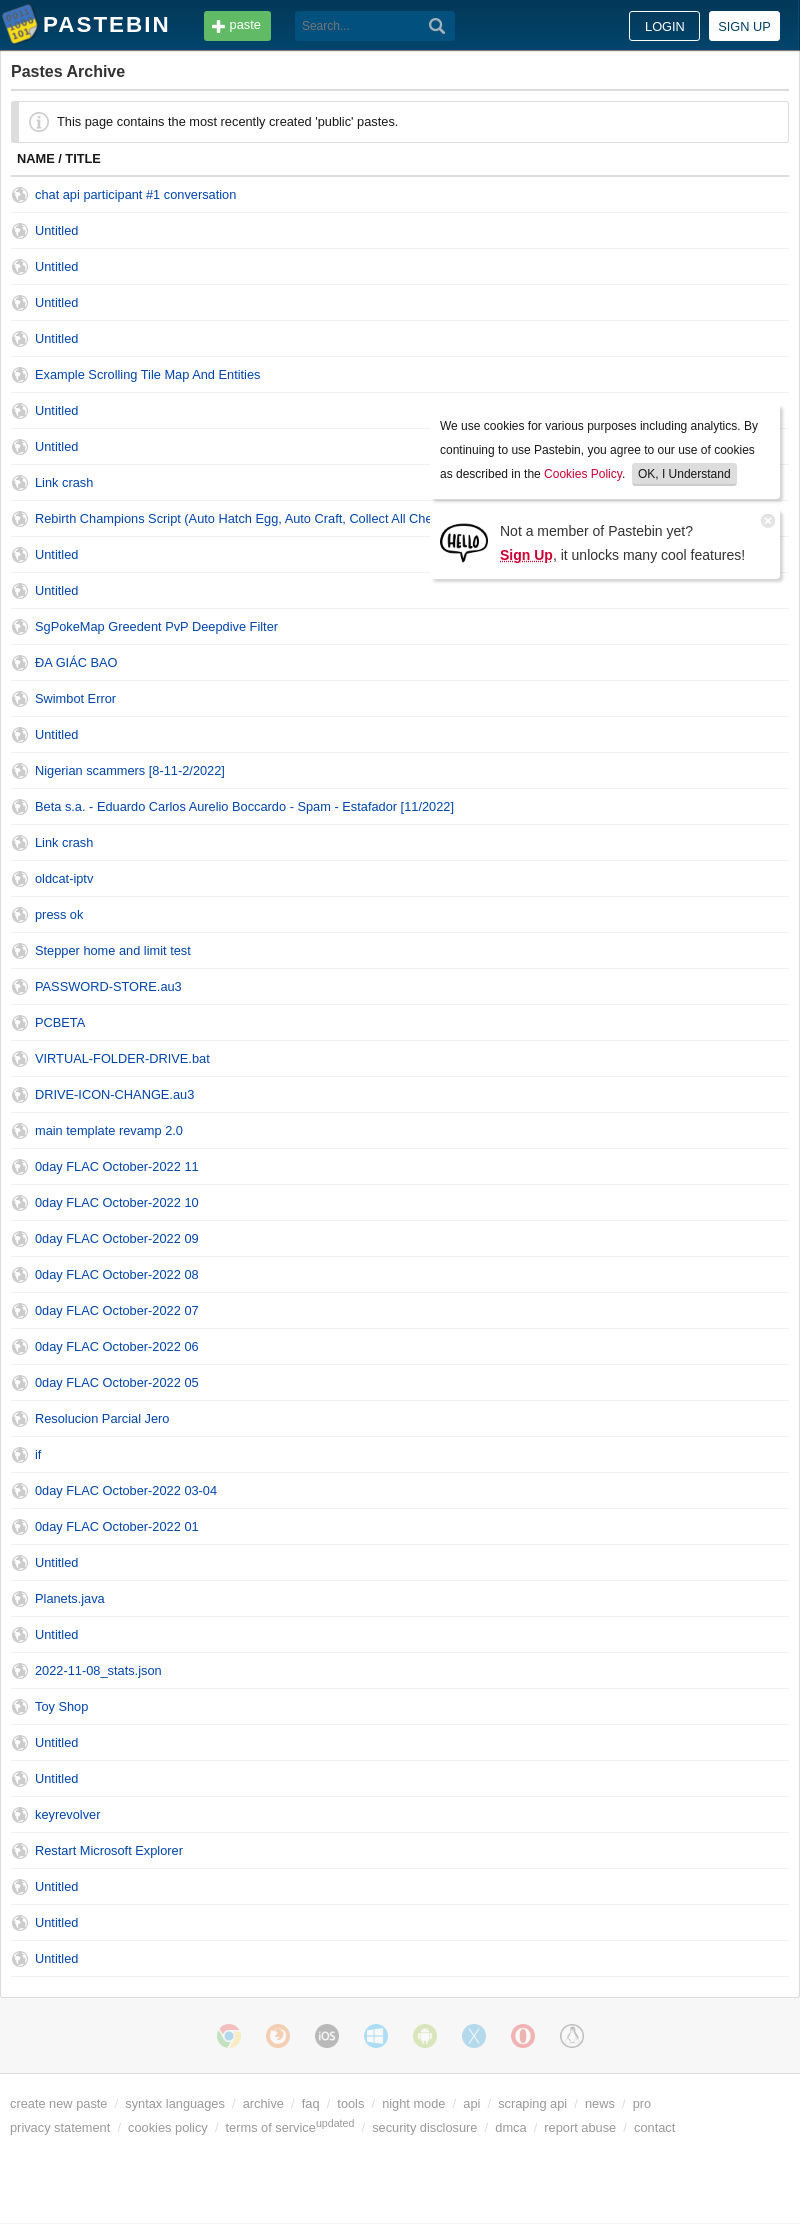 PASTEBIN
paste
Search...
LOGIN
SIGN UP
Pastes Archive
This page contains the most recently created 'public' pastes.
NAME / TITLE
chat api participant #1 conversation
Untitled
Untitled
Untitled
Untitled
Example Scrolling Tile Map And Entities
Untitled
Untitled
Link crash
Rebirth Champions Script (Auto Hatch Egg, Auto Craft, Collect All Che
Untitled
Untitled
We use cookies for various purposes including analytics. By
continuing to use Pastebin, you agree to our use of cookies
as described in the Cookies Policy. OK, I Understand
HELLO
Not a member of Pastebin yet?
Sign Up, it unlocks many cool features!
SgPokeMap Greedent PvP Deepdive Filter
ĐA GIÁC BAO
Swimbot Error
Untitled
Nigerian scammers [8-11-2/2022]
Beta s.a. - Eduardo Carlos Aurelio Boccardo - Spam - Estafador [11/2022]
Link crash
oldcat-iptv
press ok
Stepper home and limit test
PASSWORD-STORE.au3
PCBETA
VIRTUAL-FOLDER-DRIVE.bat
DRIVE-ICON-CHANGE.au3
main template revamp 2.0
0day FLAC October-2022 11
0day FLAC October-2022 10
0day FLAC October-2022 09
0day FLAC October-2022 08
0day FLAC October-2022 07
0day FLAC October-2022 06
0day FLAC October-2022 05
Resolucion Parcial Jero
if
0day FLAC October-2022 03-04
0day FLAC October-2022 01
Untitled
Planets.java
Untitled
2022-11-08_stats.json
Toy Shop
Untitled
Untitled
keyrevolver
Restart Microsoft Explorer
Untitled
Untitled
Untitled
iOS
create new paste / syntax languages / archive / faq / tools / night mode / api / scraping api / news / pro
privacy statement / cookies policy / terms of service updated / security disclosure / dmca / report abuse / contact